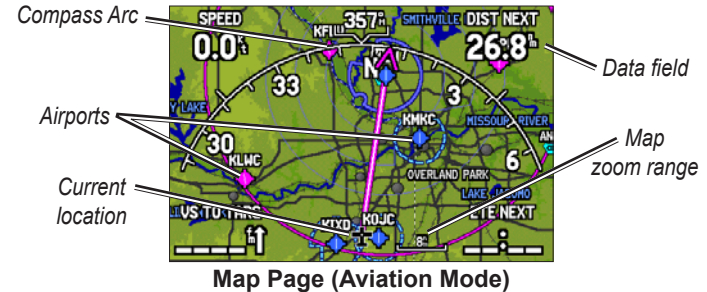 Compass Arc
SPEED
357°
SMITHVILLE
DIST NEXT
0.0
26.8
Data field
N
33
3
Airports
KMKC
MISSOURI RIVER
30
6
Map
zoom range
KLWC
OVERLAND PARK
Current
location
VS TO TRG
KIXD
KOJC
ETE NEXT
8
Map Page (Aviation Mode)